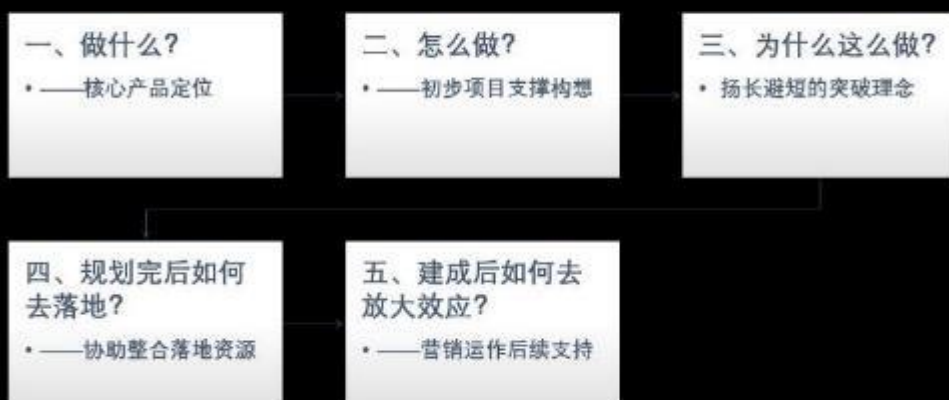 一、做什么?
• ——核心产品定位
二、怎么做?
• ——初步项目支撑构想
三、为什么这么做?
• 扬长避短的突破理念
四、规划完后如何
去落地?
• ——协助整合落地资源
五、建成后如何去
放大效应?
• ——营销运作后续支持